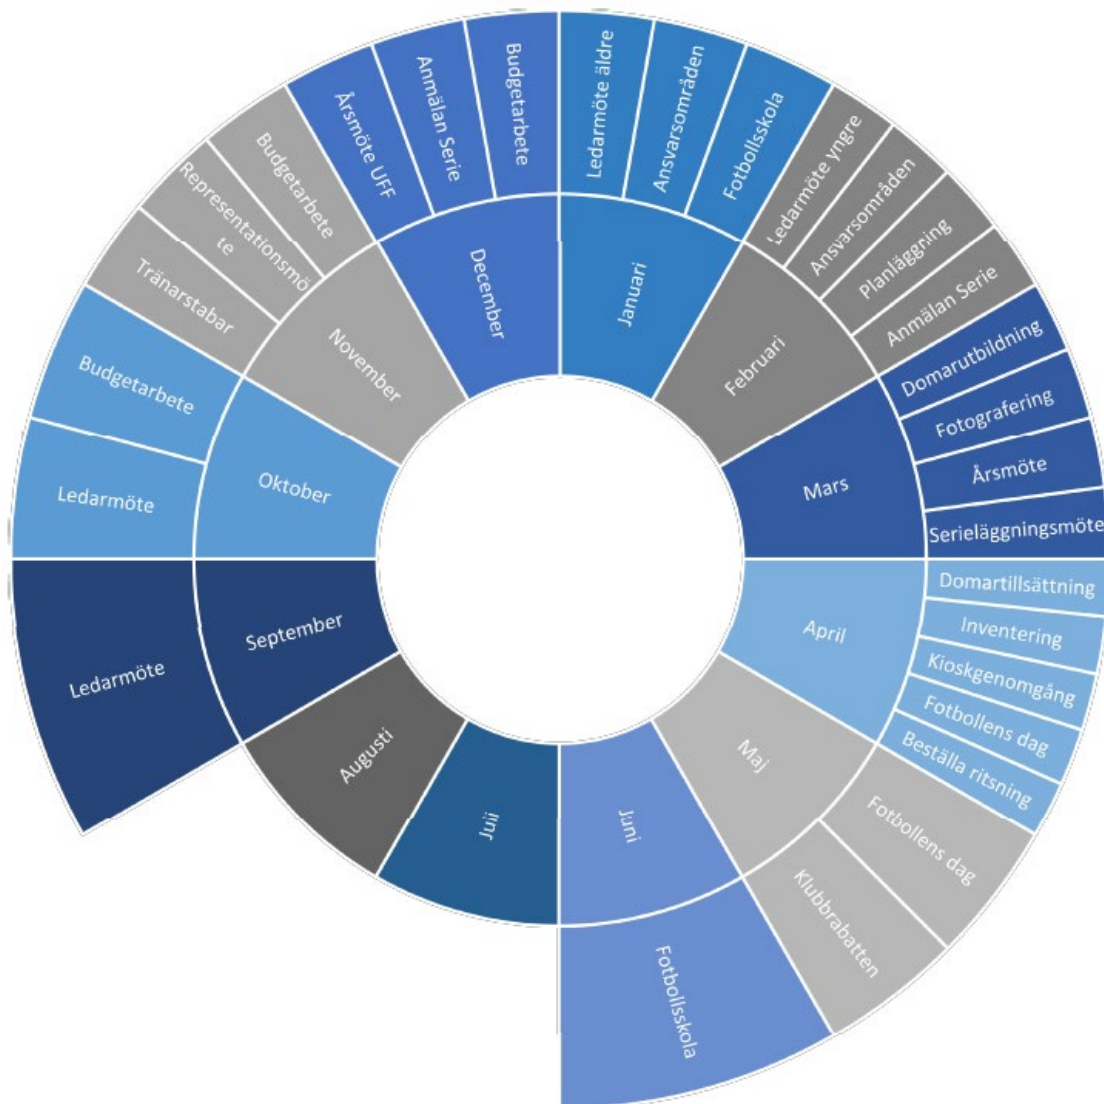 Januari
Ledarmöte äldre
Ansvarsområden
Fotbollsskola
Februari
Ledarmöte yngre
Ansvarsområden
Planläggning
Anmälan Serie
Mars
Domarutbildning
Fotografering
Årsmöte
Serieläggningsmöte
April
Domartillsättning
Inventering
Kioskgenomgång
Fotbollens dag
Beställa ritsning
Maj
Fotbollens dag
Klubbrabatten
Juni
Fotbollsskola
Juli
Augusti
September
Ledarmöte
Oktober
Ledarmöte
Budgetarbete
November
Tränarstabar
Representationsmö
te
Budgetarbete
December
Årsmöte UFF
Anmälan Serie
Budgetarbete